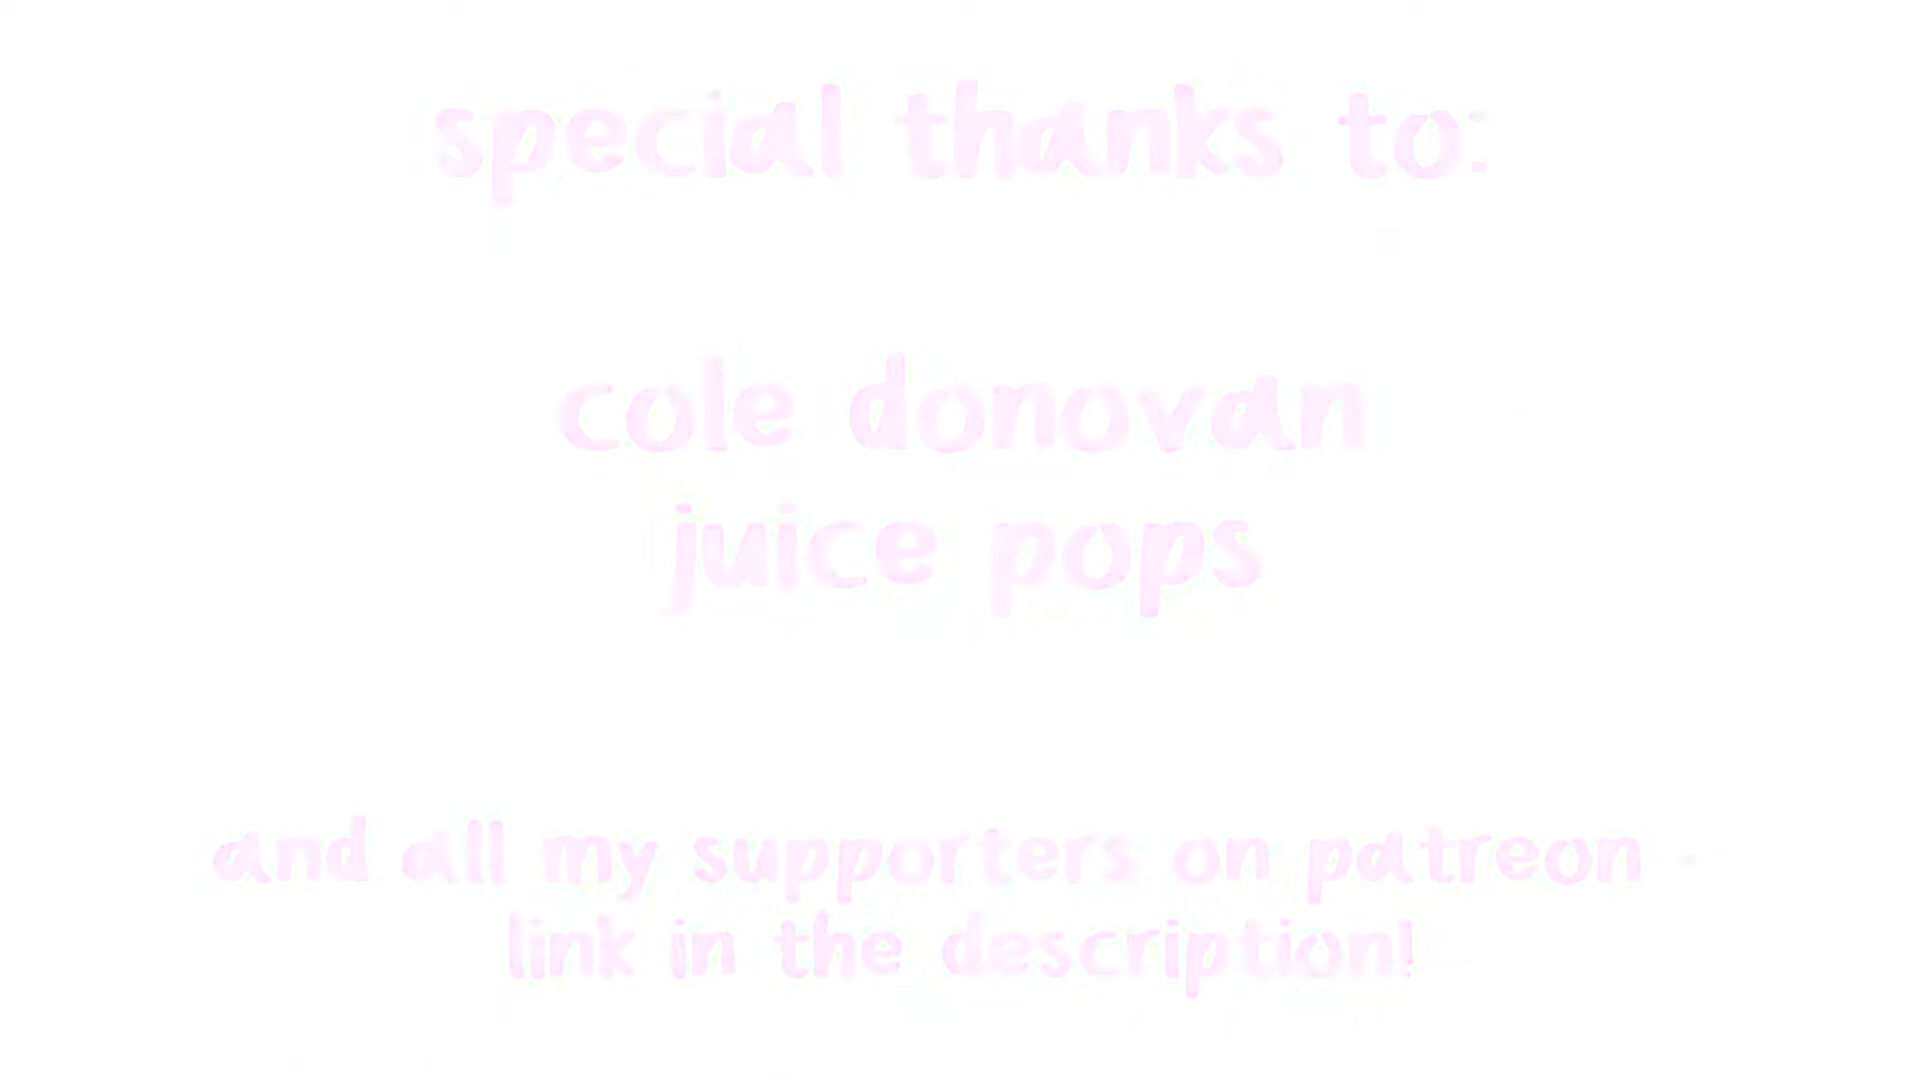 special thanks to:
cole donovan
juice pops
and all my supporters on patreon -
link in the description!